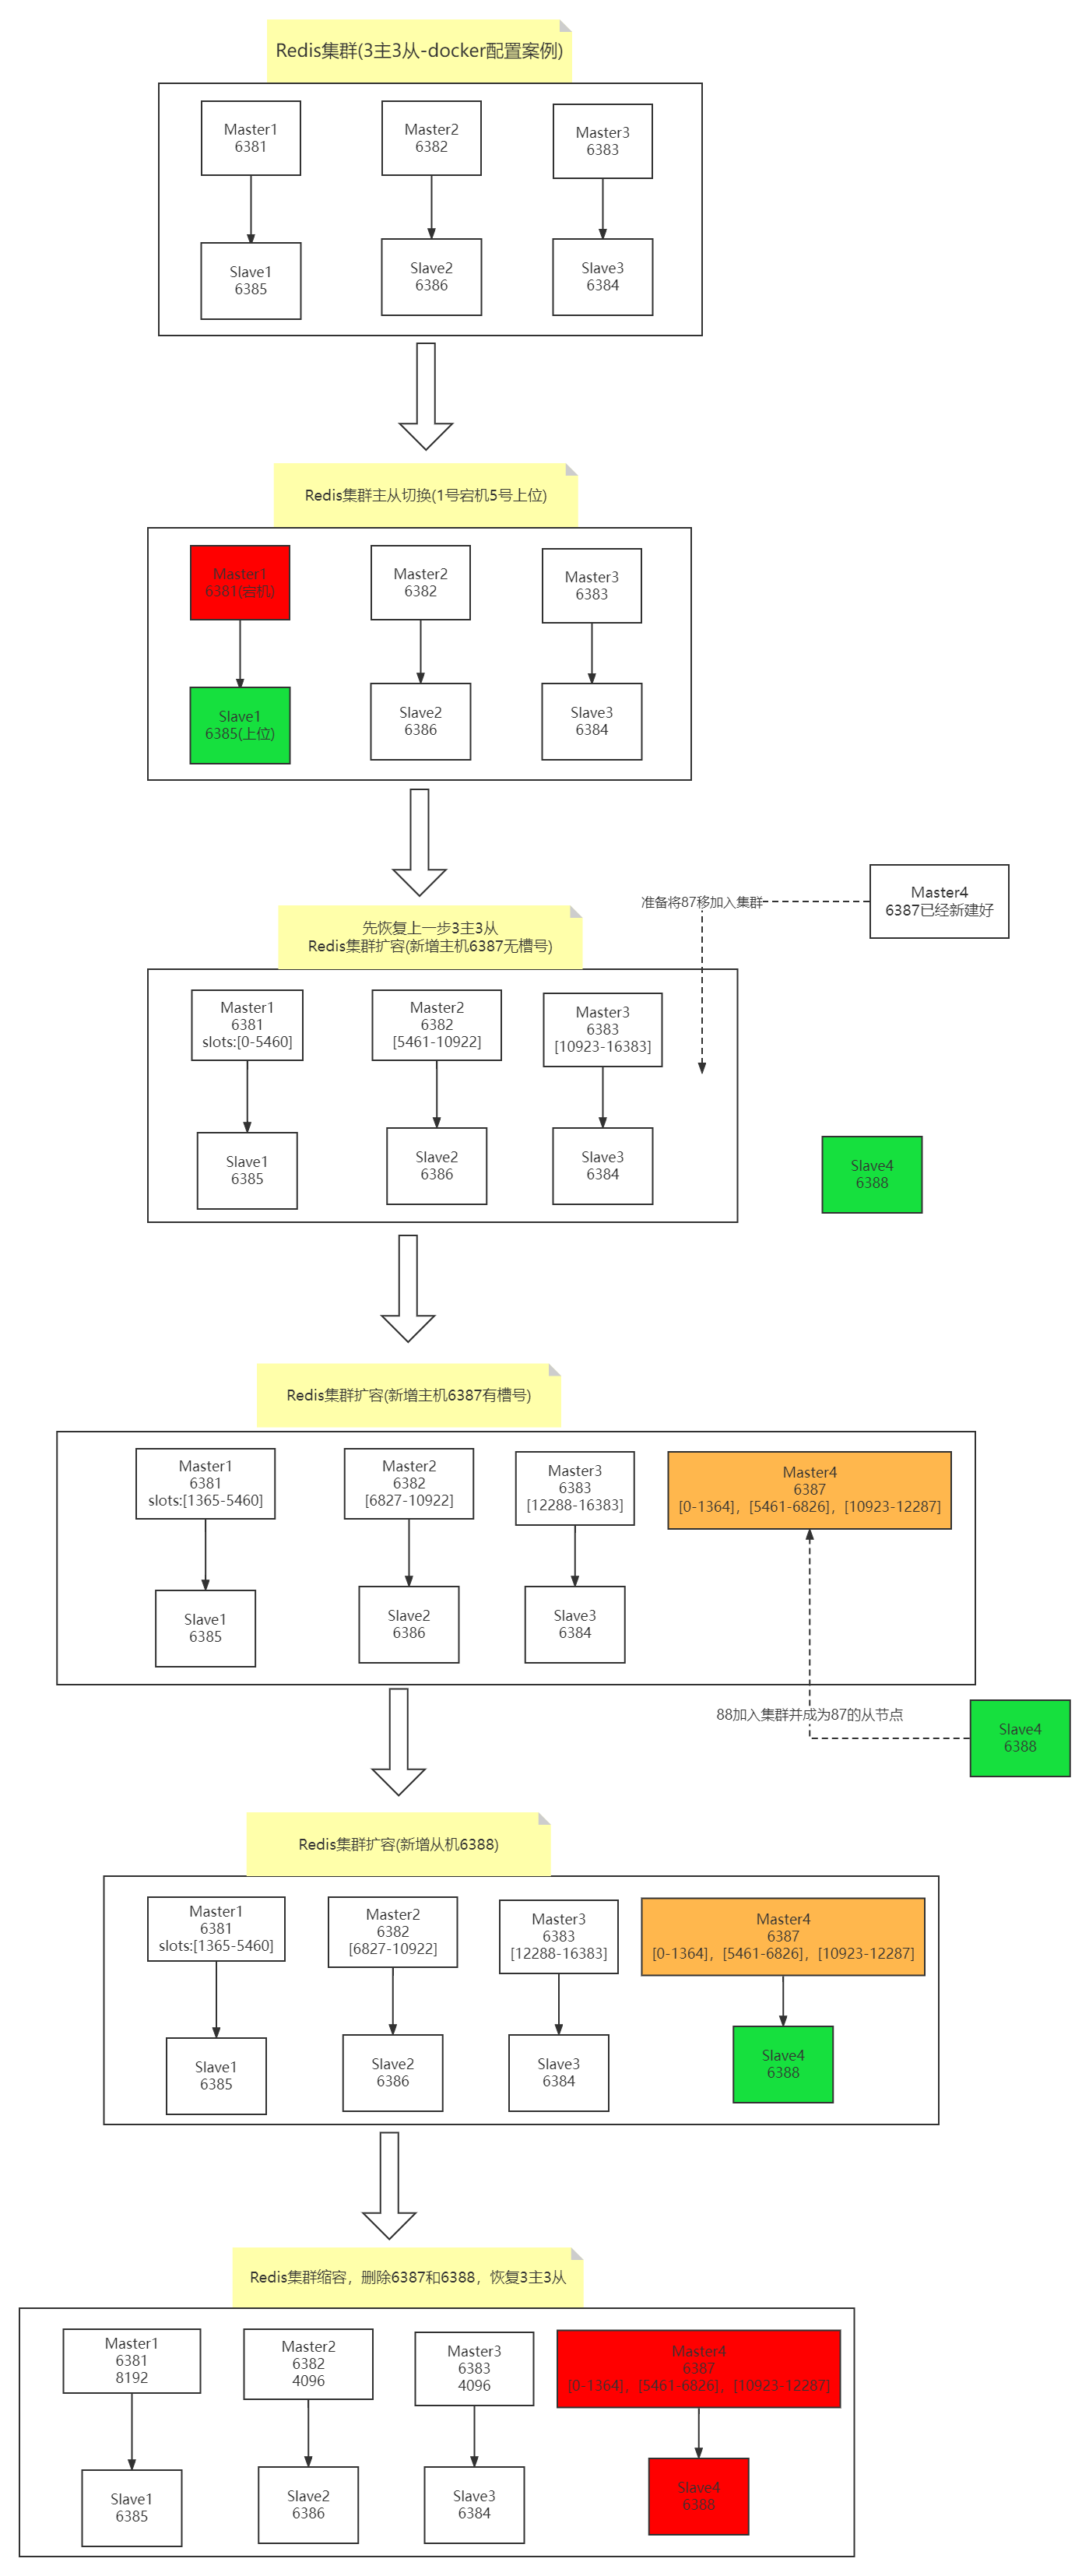 Redis集群(3主3从-docker配置案例)
Master1
6381
Master2
6382
Master3
6383
Slave1
6385
Slave2
6386
Slave3
6384
Redis集群主从切换(1号宕机5号上位)
Master1
6381(宕机)
Master2
6382
Master3
6383
Slave1
6385(上位)
Slave2
6386
Slave3
6384
准备将87移加入集群
Master4
6387已经新建好
先恢复上一步3主3从
Redis集群扩容(新增主机6387无槽号)
Master1
6381
slots:[0-5460]
Master2
6382
[5461-10922]
Master3
6383
[10923-16383]
Slave1
6385
Slave2
6386
Slave3
6384
Slave4
6388
Redis集群扩容(新增主机6387有槽号)
Master1
6381
slots:[1365-5460]
Master2
6382
[6827-10922]
Master3
6383
[12288-16383]
Master4
6387
[0-1364]，[5461-6826]，[10923-12287]
Slave1
6385
Slave2
6386
Slave3
6384
88加入集群并成为87的从节点
Slave4
6388
Redis集群扩容(新增从机6388)
Master1
6381
slots:[1365-5460]
Master2
6382
[6827-10922]
Master3
6383
[12288-16383]
Master4
6387
[0-1364]，[5461-6826]，[10923-12287]
Slave1
6385
Slave2
6386
Slave3
6384
Slave4
6388
Redis集群缩容，删除6387和6388，恢复3主3从
Master1
6381
8192
Master2
6382
4096
Master3
6383
4096
Master4
6387
[0-1364]，[5461-6826]，[10923-12287]
Slave1
6385
Slave2
6386
Slave3
6384
Slave4
6388